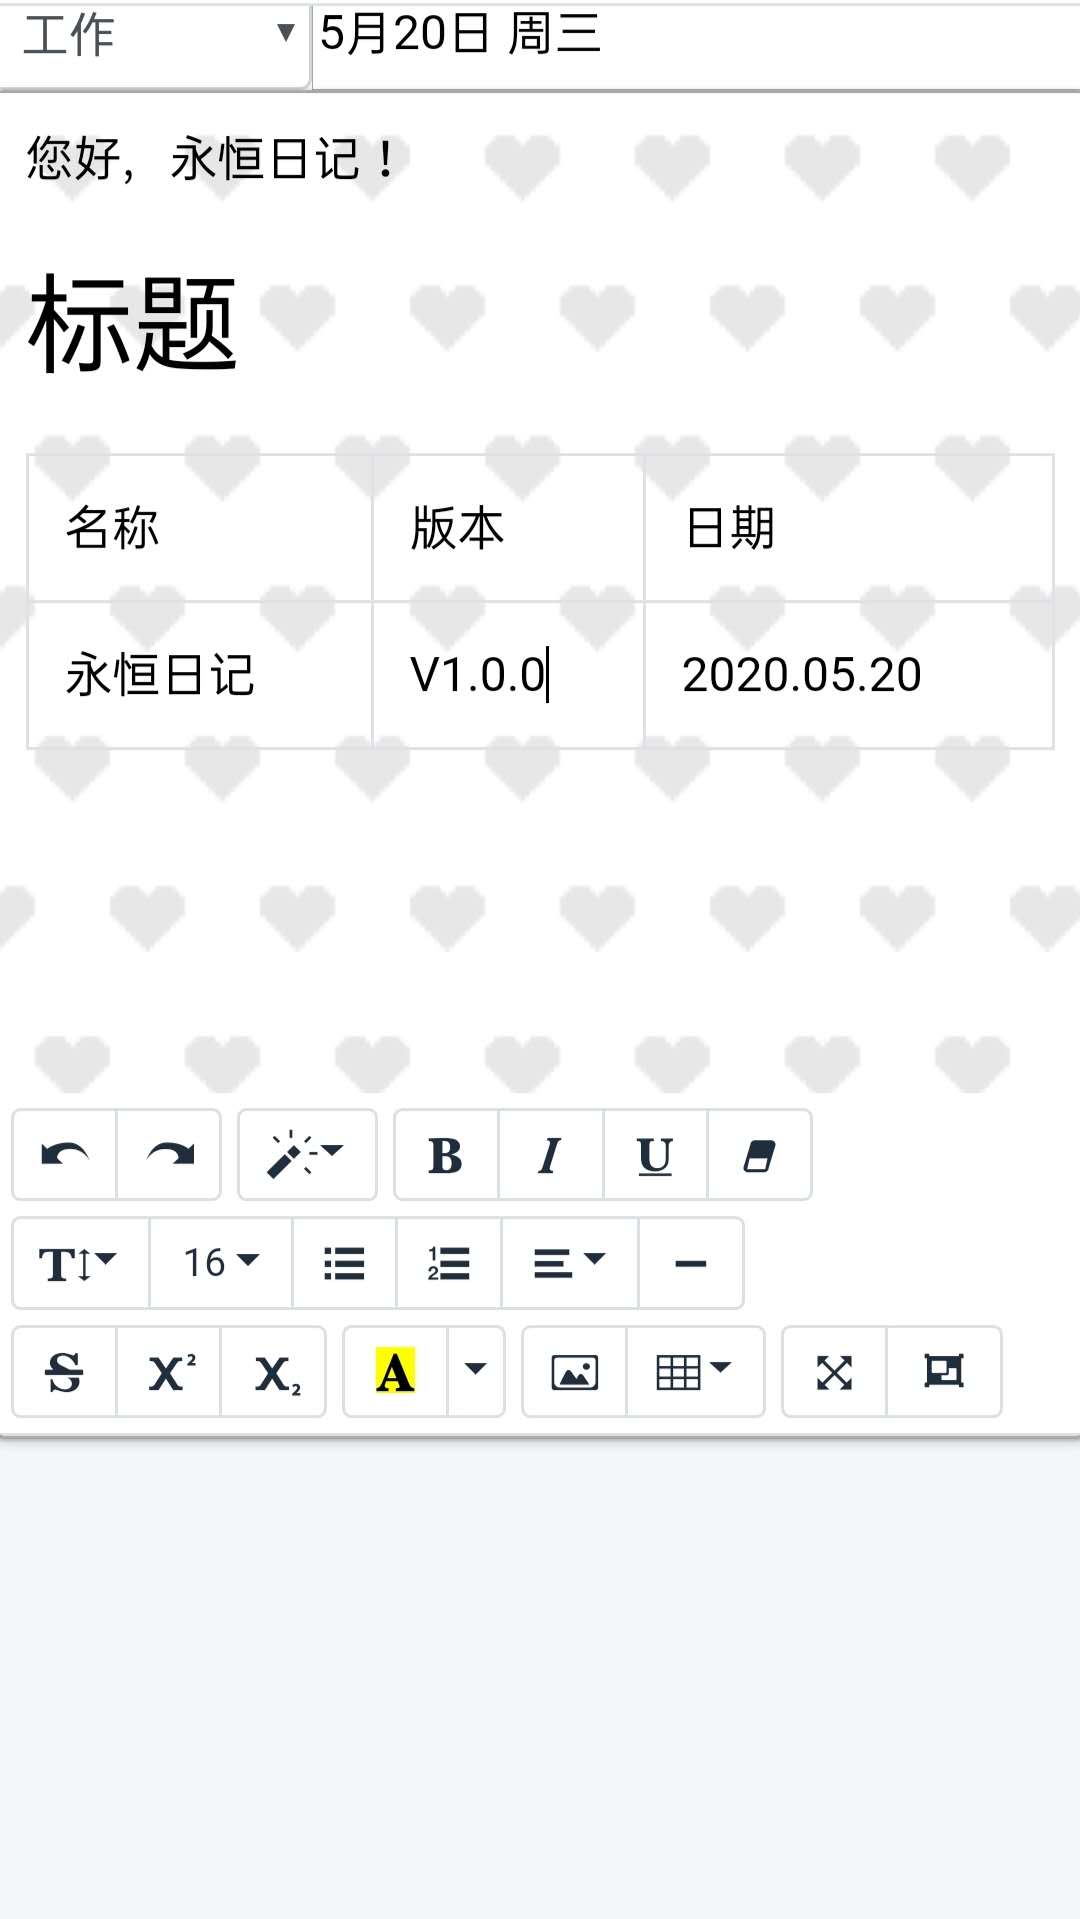 工作 ▼ 5月20日 周三
您好，永恒日记！
标题
名称 版本 日期
永恒日记 V1.0.0 2020.05.20
B I U
T 16
S X² X₂ A